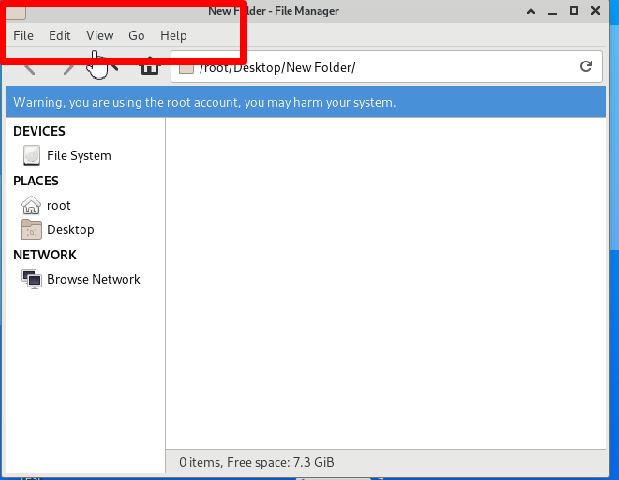 New Folder - File Manager
File Edit View Go Help
/root/Desktop/New Folder/
Warning, you are using the root account, you may harm your system.
DEVICES
File System
PLACES
root
Desktop
NETWORK
Browse Network
0 items, Free space: 7.3 GiB